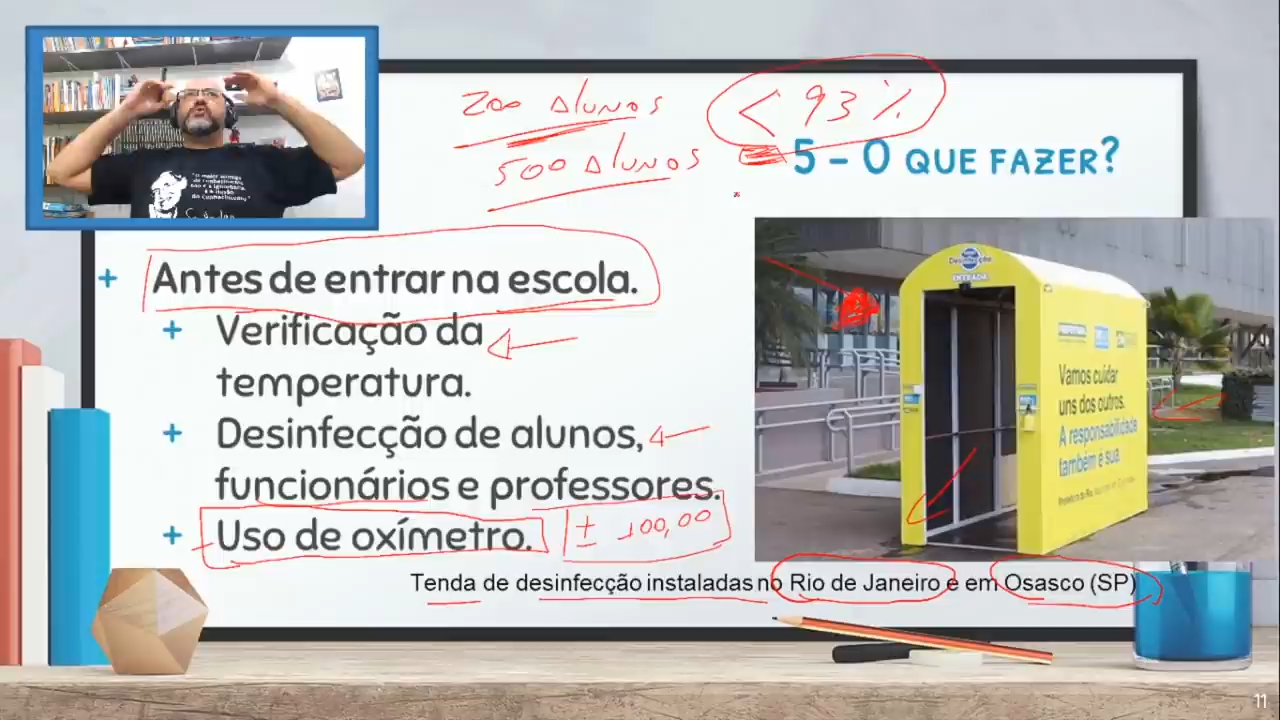 200 Alunos
< 93%
500 Alunos
5 - O QUE FAZER?
+ Antes de entrar na escola.
+ Verificação da
temperatura.
+ Desinfecção de alunos,
funcionários e professores.
+ Uso de oxímetro.
± 100,00
Desinfecção
ENTRADA
Vamos cuidar
uns dos outros.
A responsabilidade
também é sua.
Tenda de desinfecção instaladas no Rio de Janeiro e em Osasco (SP)
11